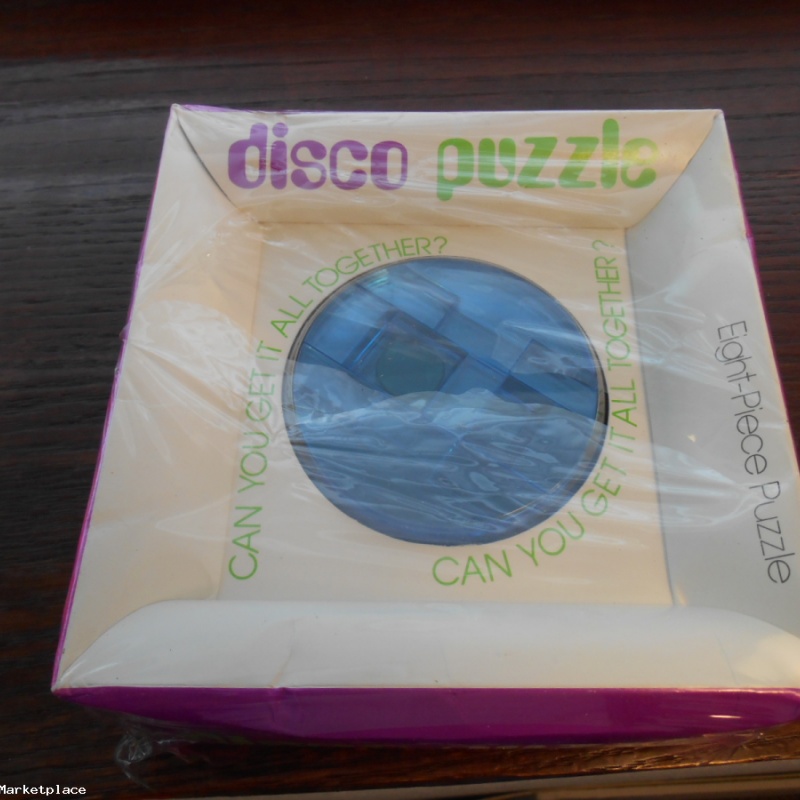 disco puzzle
CAN YOU GET IT ALL TOGETHER?
CAN YOU GET IT ALL TOGETHER?
Eight-Piece Puzzle
Marketplace